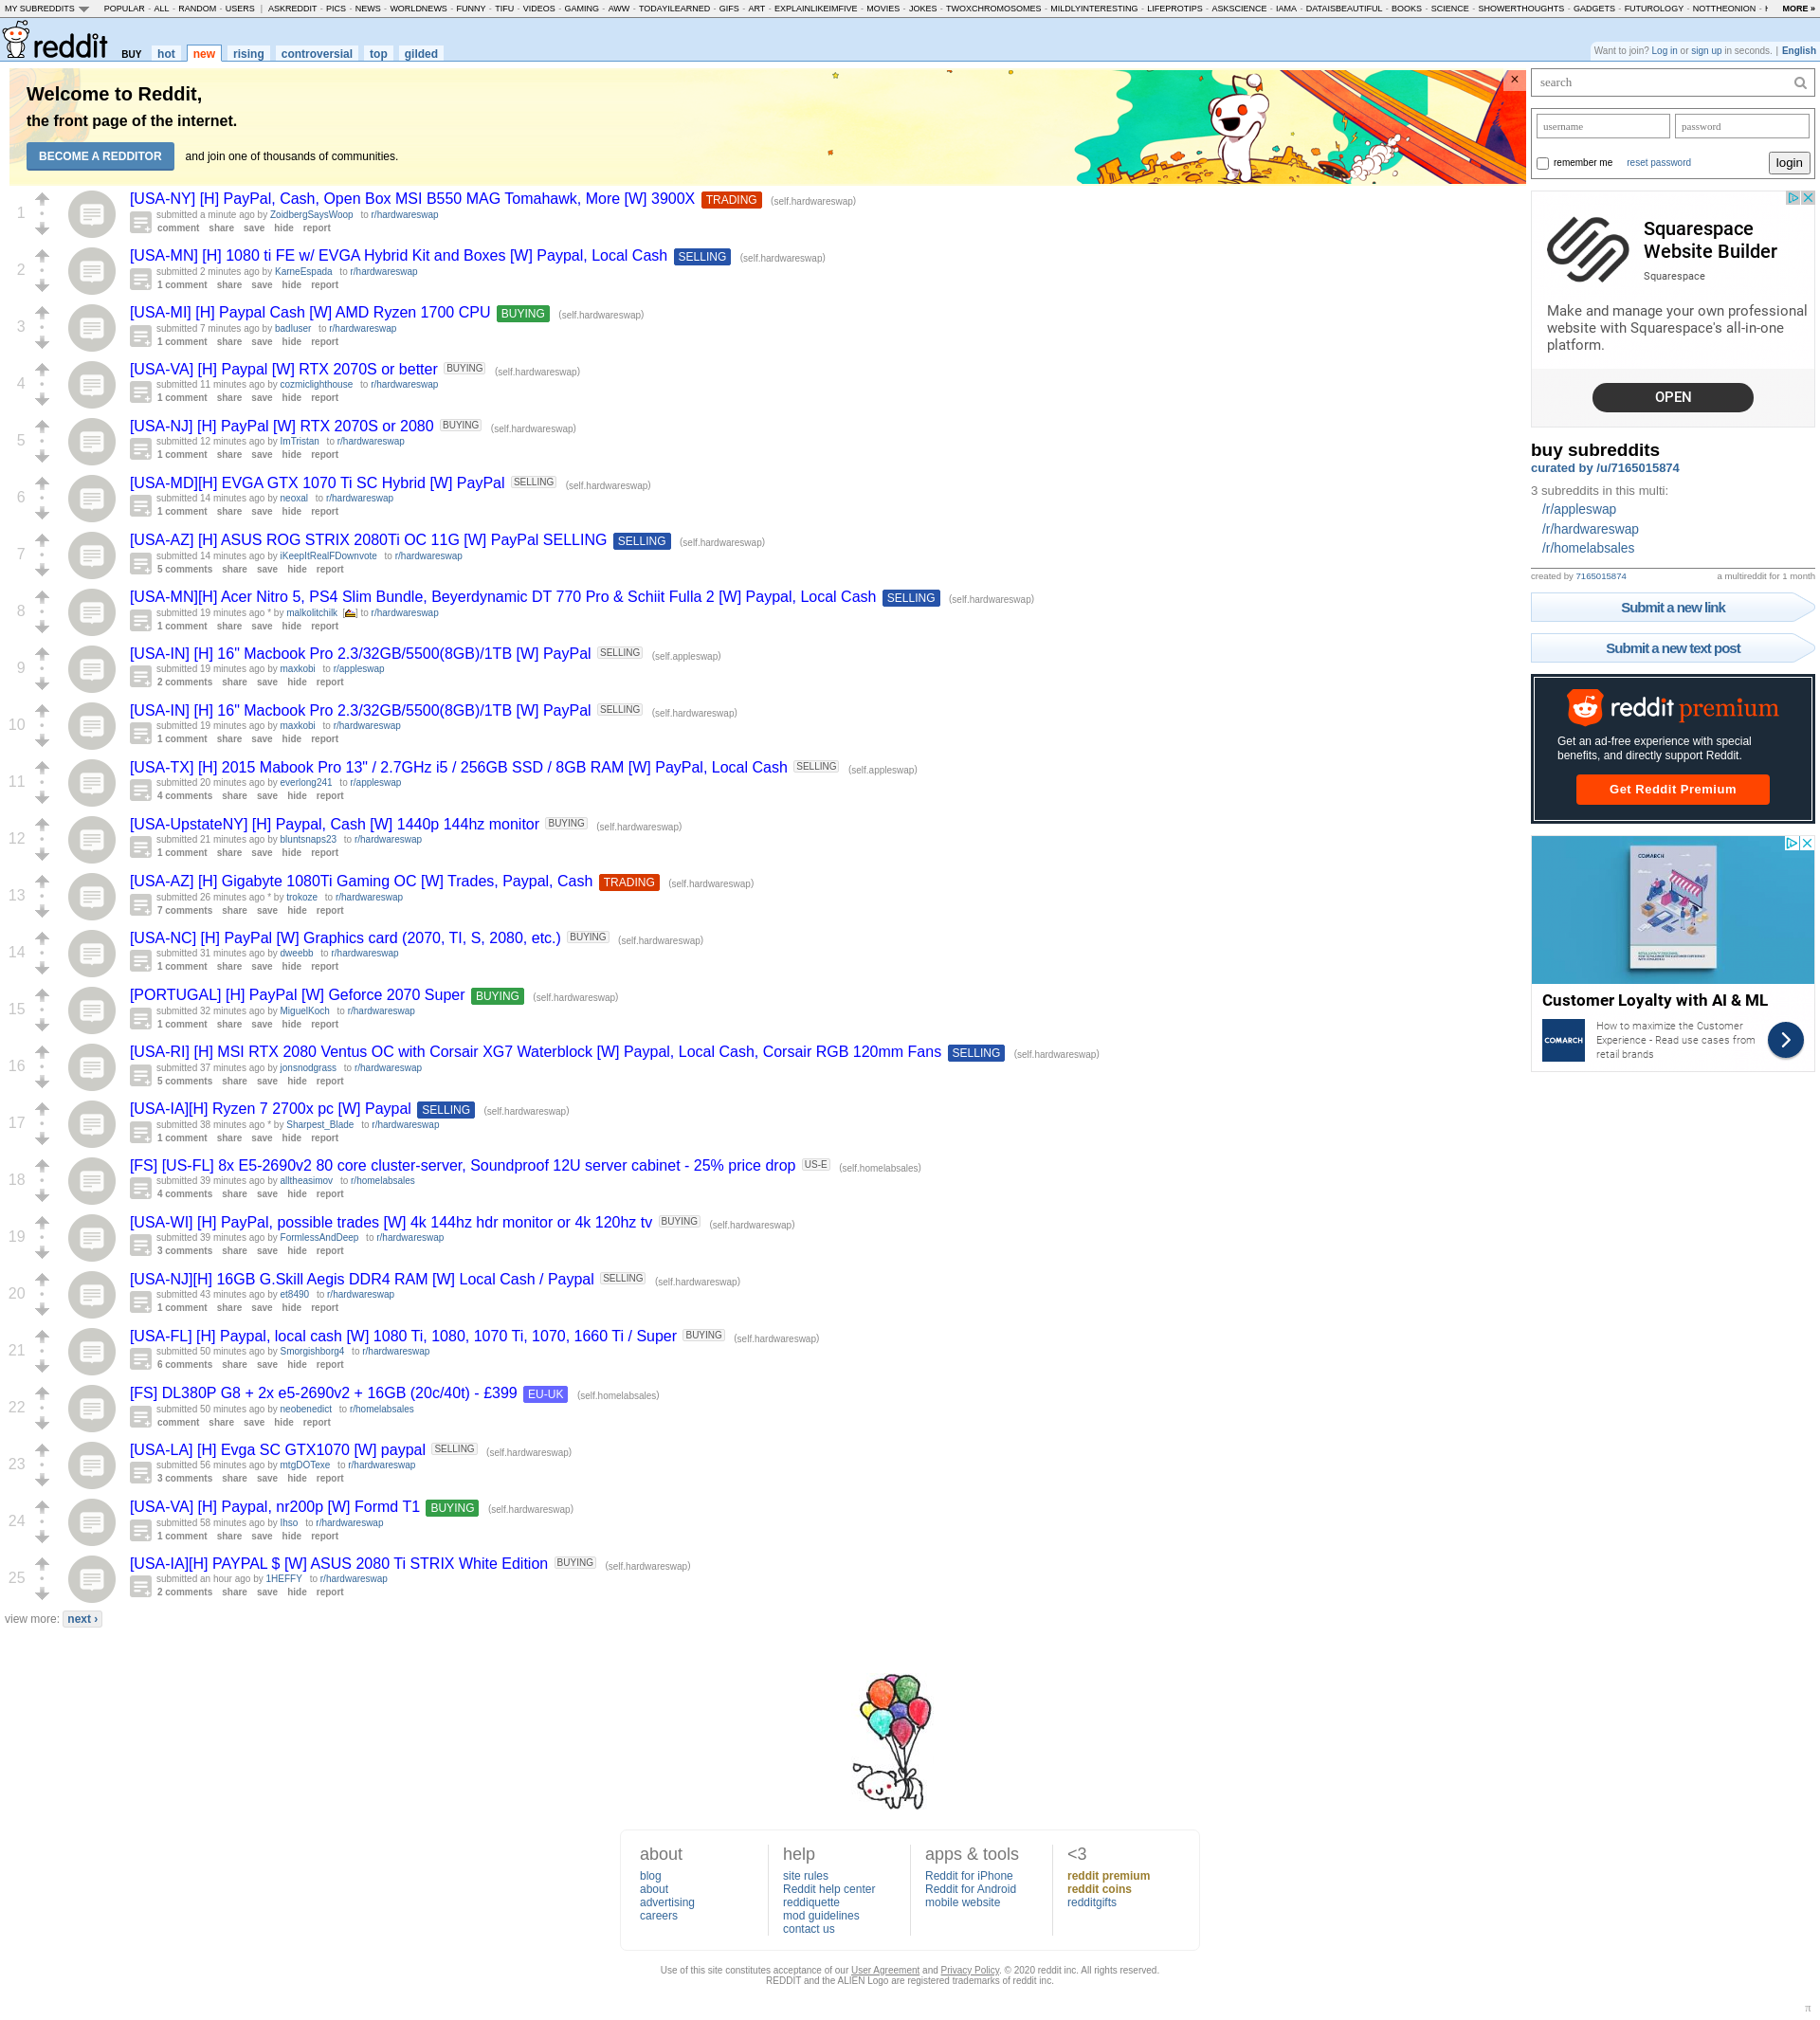 MY SUBREDDITS POPULAR - ALL - RANDOM - USERS | ASKREDDIT - PICS - NEWS - WORLDNEWS - FUNNY - TIFU - VIDEOS - GAMING - AWW - TODAYILEARNED - GIFS - ART - EXPLAINLIKEIMFIVE - MOVIES - JOKES - TWOXCHROMOSOMES - MILDLYINTERESTING - LIFEPROTIPS - ASKSCIENCE - IAMA - DATAISBEAUTIFUL - BOOKS - SCIENCE - SHOWERTHOUGHTS - GADGETS - FUTUROLOGY - NOTTHEONION - MORE »
reddit BUY hot new rising controversial top gilded
Want to join? Log in or sign up in seconds. | English
Welcome to Reddit,
the front page of the internet.
BECOME A REDDITOR and join one of thousands of communities.
×
1
[USA-NY] [H] PayPal, Cash, Open Box MSI B550 MAG Tomahawk, More [W] 3900X TRADING (self.hardwareswap)
submitted a minute ago by ZoidbergSaysWoop to r/hardwareswap
comment share save hide report
2
[USA-MN] [H] 1080 ti FE w/ EVGA Hybrid Kit and Boxes [W] Paypal, Local Cash SELLING (self.hardwareswap)
submitted 2 minutes ago by KarneEspada to r/hardwareswap
1 comment share save hide report
3
[USA-MI] [H] Paypal Cash [W] AMD Ryzen 1700 CPU BUYING (self.hardwareswap)
submitted 7 minutes ago by badluser to r/hardwareswap
1 comment share save hide report
4
[USA-VA] [H] Paypal [W] RTX 2070S or better BUYING (self.hardwareswap)
submitted 11 minutes ago by cozmiclighthouse to r/hardwareswap
1 comment share save hide report
5
[USA-NJ] [H] PayPal [W] RTX 2070S or 2080 BUYING (self.hardwareswap)
submitted 12 minutes ago by ImTristan to r/hardwareswap
1 comment share save hide report
6
[USA-MD][H] EVGA GTX 1070 Ti SC Hybrid [W] PayPal SELLING (self.hardwareswap)
submitted 14 minutes ago by neoxal to r/hardwareswap
1 comment share save hide report
7
[USA-AZ] [H] ASUS ROG STRIX 2080Ti OC 11G [W] PayPal SELLING SELLING (self.hardwareswap)
submitted 14 minutes ago by iKeepItRealFDownvote to r/hardwareswap
5 comments share save hide report
8
[USA-MN][H] Acer Nitro 5, PS4 Slim Bundle, Beyerdynamic DT 770 Pro & Schiit Fulla 2 [W] Paypal, Local Cash SELLING (self.hardwareswap)
submitted 19 minutes ago * by malkolitchilk [] to r/hardwareswap
1 comment share save hide report
9
[USA-IN] [H] 16" Macbook Pro 2.3/32GB/5500(8GB)/1TB [W] PayPal SELLING (self.appleswap)
submitted 19 minutes ago by maxkobi to r/appleswap
2 comments share save hide report
10
[USA-IN] [H] 16" Macbook Pro 2.3/32GB/5500(8GB)/1TB [W] PayPal SELLING (self.hardwareswap)
submitted 19 minutes ago by maxkobi to r/hardwareswap
1 comment share save hide report
11
[USA-TX] [H] 2015 Mabook Pro 13" / 2.7GHz i5 / 256GB SSD / 8GB RAM [W] PayPal, Local Cash SELLING (self.appleswap)
submitted 20 minutes ago by everlong241 to r/appleswap
4 comments share save hide report
12
[USA-UpstateNY] [H] Paypal, Cash [W] 1440p 144hz monitor BUYING (self.hardwareswap)
submitted 21 minutes ago by bluntsnaps23 to r/hardwareswap
1 comment share save hide report
13
[USA-AZ] [H] Gigabyte 1080Ti Gaming OC [W] Trades, Paypal, Cash TRADING (self.hardwareswap)
submitted 26 minutes ago * by trokoze to r/hardwareswap
7 comments share save hide report
14
[USA-NC] [H] PayPal [W] Graphics card (2070, TI, S, 2080, etc.) BUYING (self.hardwareswap)
submitted 31 minutes ago by dweebb to r/hardwareswap
1 comment share save hide report
15
[PORTUGAL] [H] PayPal [W] Geforce 2070 Super BUYING (self.hardwareswap)
submitted 32 minutes ago by MiguelKoch to r/hardwareswap
1 comment share save hide report
16
[USA-RI] [H] MSI RTX 2080 Ventus OC with Corsair XG7 Waterblock [W] Paypal, Local Cash, Corsair RGB 120mm Fans SELLING (self.hardwareswap)
submitted 37 minutes ago by jonsnodgrass to r/hardwareswap
5 comments share save hide report
17
[USA-IA][H] Ryzen 7 2700x pc [W] Paypal SELLING (self.hardwareswap)
submitted 38 minutes ago * by Sharpest_Blade to r/hardwareswap
1 comment share save hide report
18
[FS] [US-FL] 8x E5-2690v2 80 core cluster-server, Soundproof 12U server cabinet - 25% price drop US-E (self.homelabsales)
submitted 39 minutes ago by alltheasimov to r/homelabsales
4 comments share save hide report
19
[USA-WI] [H] PayPal, possible trades [W] 4k 144hz hdr monitor or 4k 120hz tv BUYING (self.hardwareswap)
submitted 39 minutes ago by FormlessAndDeep to r/hardwareswap
3 comments share save hide report
20
[USA-NJ][H] 16GB G.Skill Aegis DDR4 RAM [W] Local Cash / Paypal SELLING (self.hardwareswap)
submitted 43 minutes ago by et8490 to r/hardwareswap
1 comment share save hide report
21
[USA-FL] [H] Paypal, local cash [W] 1080 Ti, 1080, 1070 Ti, 1070, 1660 Ti / Super BUYING (self.hardwareswap)
submitted 50 minutes ago by Smorgishborg4 to r/hardwareswap
6 comments share save hide report
22
[FS] DL380P G8 + 2x e5-2690v2 + 16GB (20c/40t) - £399 EU-UK (self.homelabsales)
submitted 50 minutes ago by neobenedict to r/homelabsales
comment share save hide report
23
[USA-LA] [H] Evga SC GTX1070 [W] paypal SELLING (self.hardwareswap)
submitted 56 minutes ago by mtgDOTexe to r/hardwareswap
3 comments share save hide report
24
[USA-VA] [H] Paypal, nr200p [W] Formd T1 BUYING (self.hardwareswap)
submitted 58 minutes ago by lhso to r/hardwareswap
1 comment share save hide report
25
[USA-IA][H] PAYPAL $ [W] ASUS 2080 Ti STRIX White Edition BUYING (self.hardwareswap)
submitted an hour ago by 1HEFFY to r/hardwareswap
2 comments share save hide report
view more: next ›
search
username password
remember me reset password login
Squarespace
Website Builder
Squarespace
Make and manage your own professional
website with Squarespace's all-in-one
platform.
OPEN
buy subreddits
curated by /u/7165015874
3 subreddits in this multi:
/r/appleswap
/r/hardwareswap
/r/homelabsales
created by 7165015874 a multireddit for 1 month
Submit a new link
Submit a new text post
reddit premium
Get an ad-free experience with special
benefits, and directly support Reddit.
Get Reddit Premium
COMARCH
Customer Loyalty with AI & ML
COMARCH
How to maximize the Customer
Experience - Read use cases from
retail brands
about
blog
about
advertising
careers
help
site rules
Reddit help center
reddiquette
mod guidelines
contact us
apps & tools
Reddit for iPhone
Reddit for Android
mobile website
<3
reddit premium
reddit coins
redditgifts
Use of this site constitutes acceptance of our User Agreement and Privacy Policy. © 2020 reddit inc. All rights reserved.
REDDIT and the ALIEN Logo are registered trademarks of reddit inc.
π